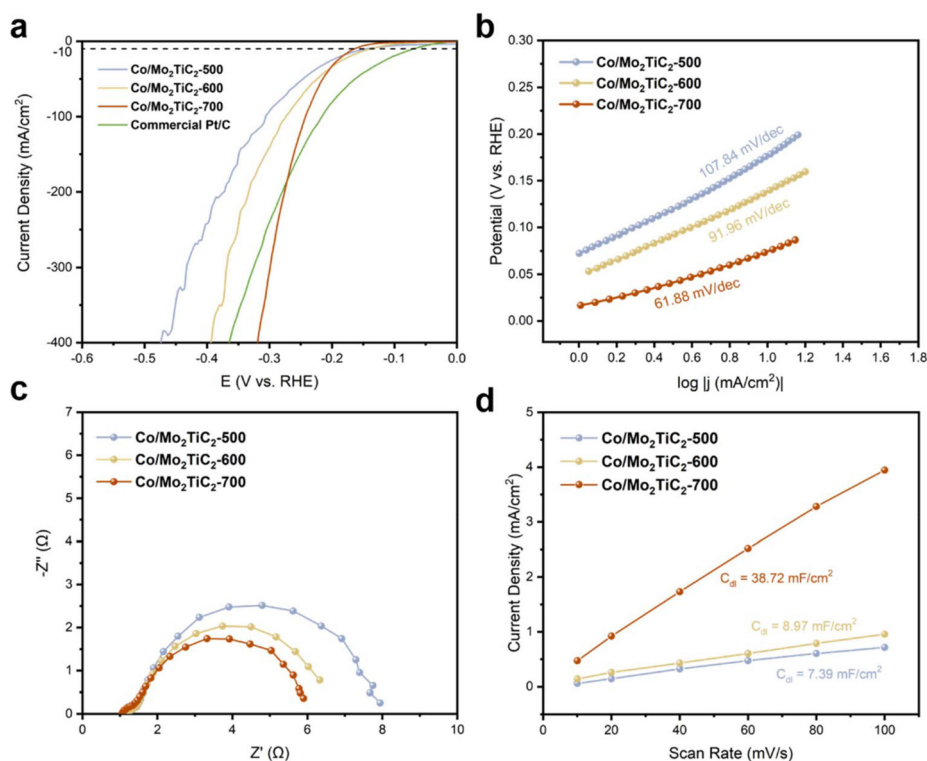 a
Current Density (mA/cm²)
0
-10
-100
-200
-300
-400
Co/Mo₂TiC₂-500
Co/Mo₂TiC₂-600
Co/Mo₂TiC₂-700
Commercial Pt/C
-0.6 -0.5 -0.4 -0.3 -0.2 -0.1 0.0
E (V vs. RHE)
b
Potential (V vs. RHE)
0.30
0.25
0.20
0.15
0.10
0.05
0.00
Co/Mo₂TiC₂-500
Co/Mo₂TiC₂-600
Co/Mo₂TiC₂-700
107.84 mV/dec
91.96 mV/dec
61.88 mV/dec
0.0 0.2 0.4 0.6 0.8 1.0 1.2 1.4 1.6 1.8
log |j (mA/cm²)|
c
-Z'' (Ω)
7
6
5
4
3
2
1
0
Co/Mo₂TiC₂-500
Co/Mo₂TiC₂-600
Co/Mo₂TiC₂-700
0 2 4 6 8 10
Z' (Ω)
d
Current Density (mA/cm²)
5
4
3
2
1
0
Co/Mo₂TiC₂-500
Co/Mo₂TiC₂-600
Co/Mo₂TiC₂-700
C_dl = 38.72 mF/cm²
C_dl = 8.97 mF/cm²
C_dl = 7.39 mF/cm²
0 20 40 60 80 100
Scan Rate (mV/s)